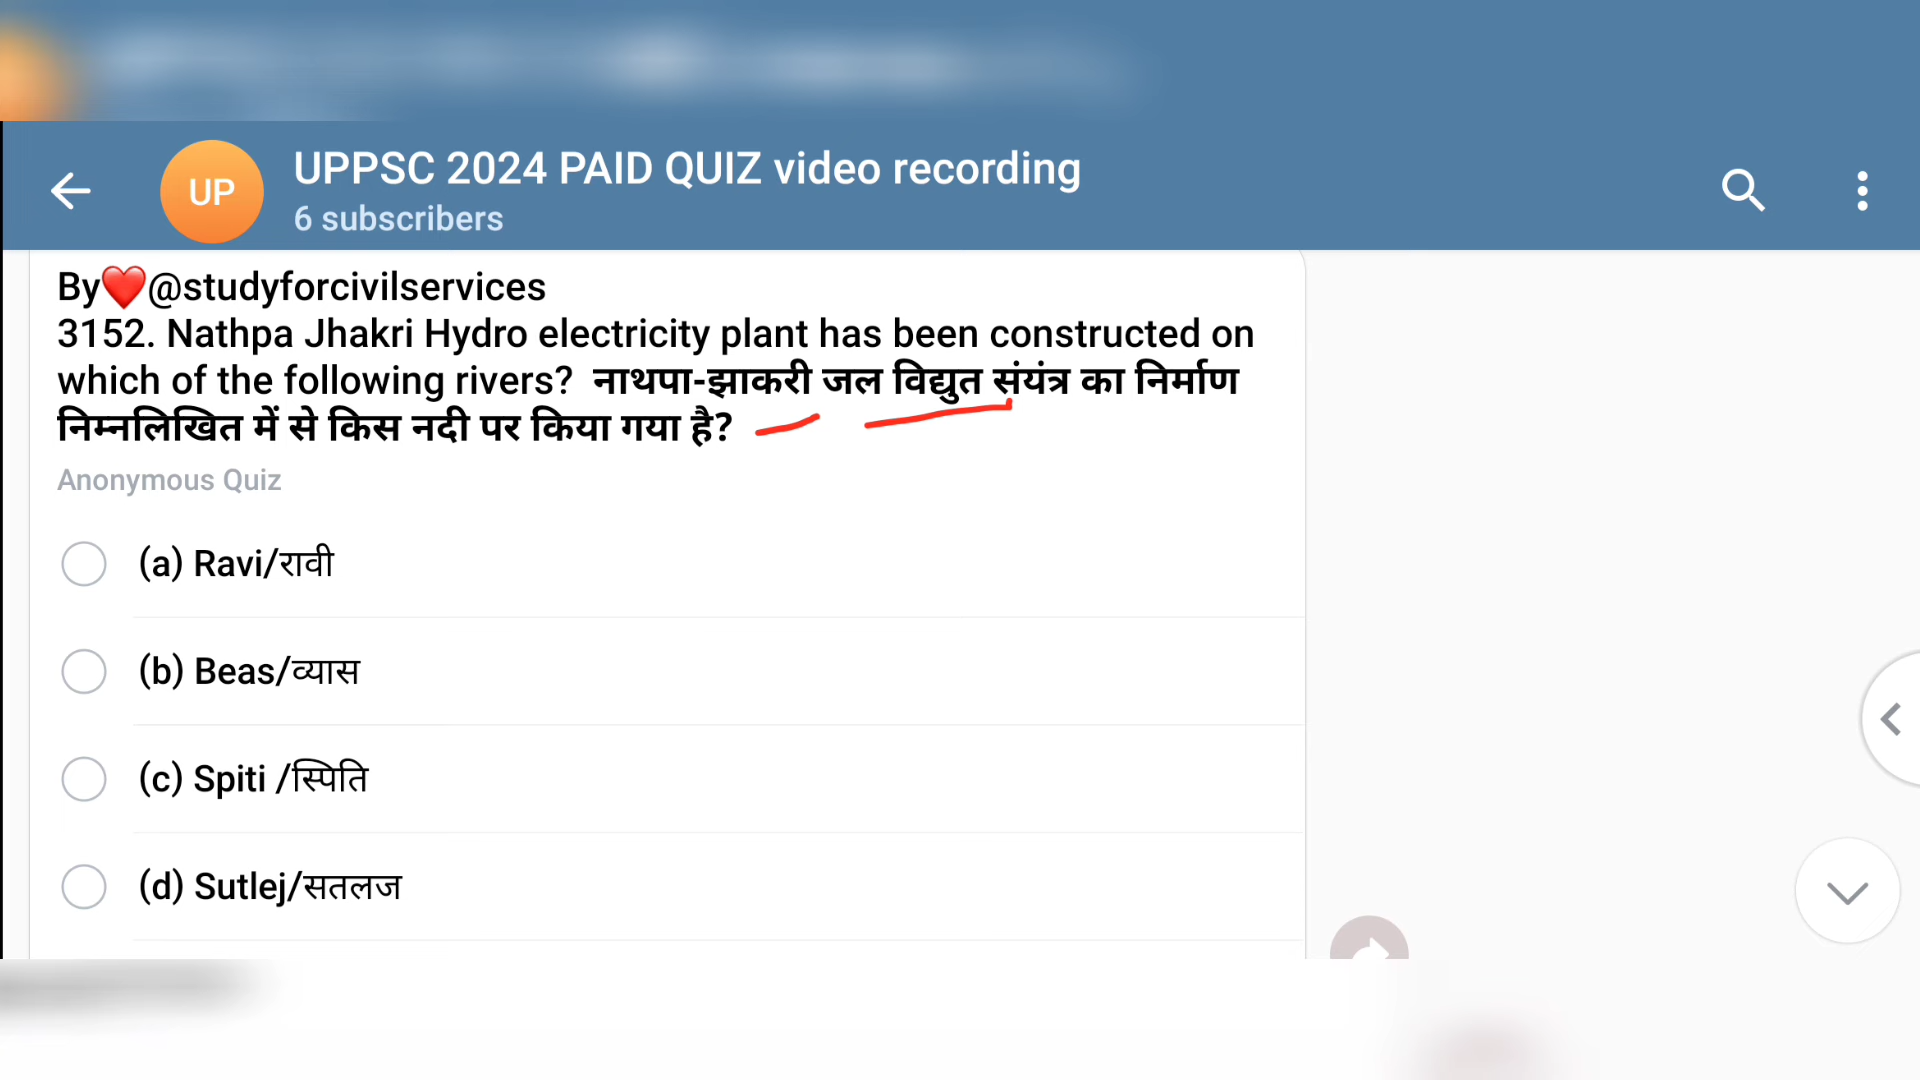 UP
UPPSC 2024 PAID QUIZ video recording
6 subscribers
By❤️@studyforcivilservices
3152. Nathpa Jhakri Hydro electricity plant has been constructed on
which of the following rivers? नाथपा-झाकरी जल विद्युत संयंत्र का निर्माण
निम्नलिखित में से किस नदी पर किया गया है?
Anonymous Quiz
(a) Ravi/रावी
(b) Beas/व्यास
(c) Spiti /स्पिति
(d) Sutlej/सतलज